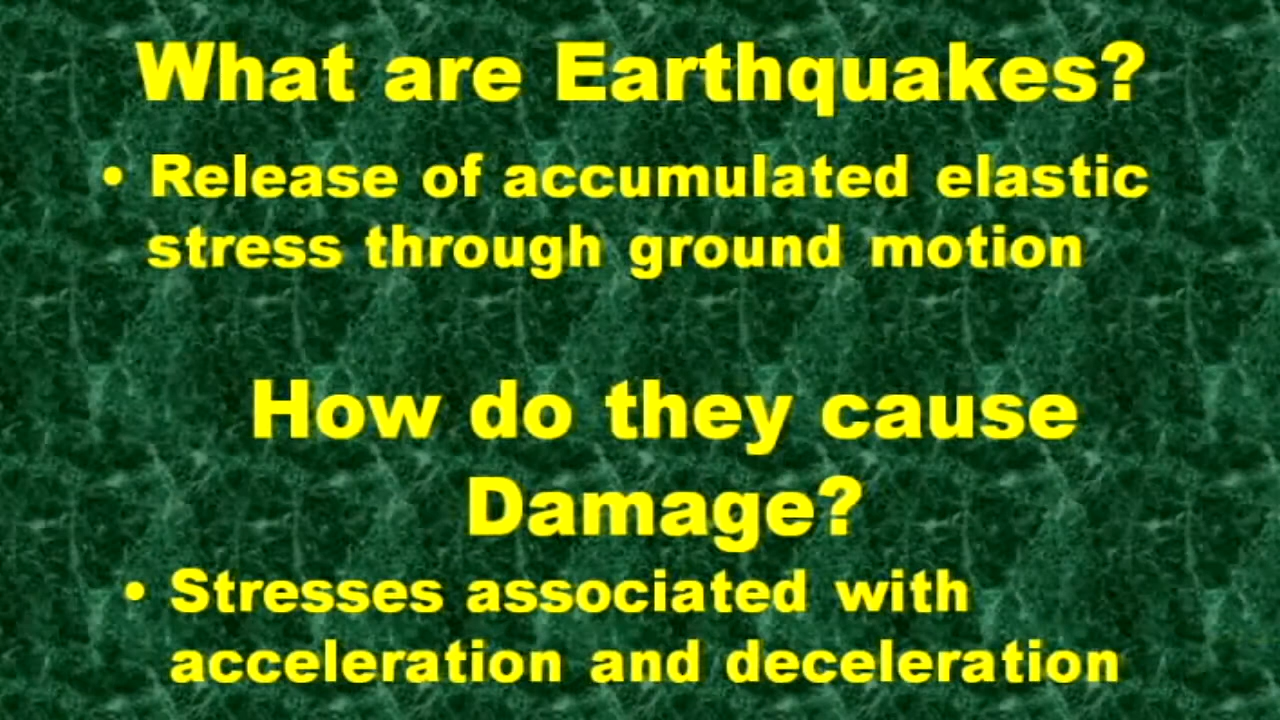 What are Earthquakes?
• Release of accumulated elastic
stress through ground motion
How do they cause
Damage?
• Stresses associated with
acceleration and deceleration